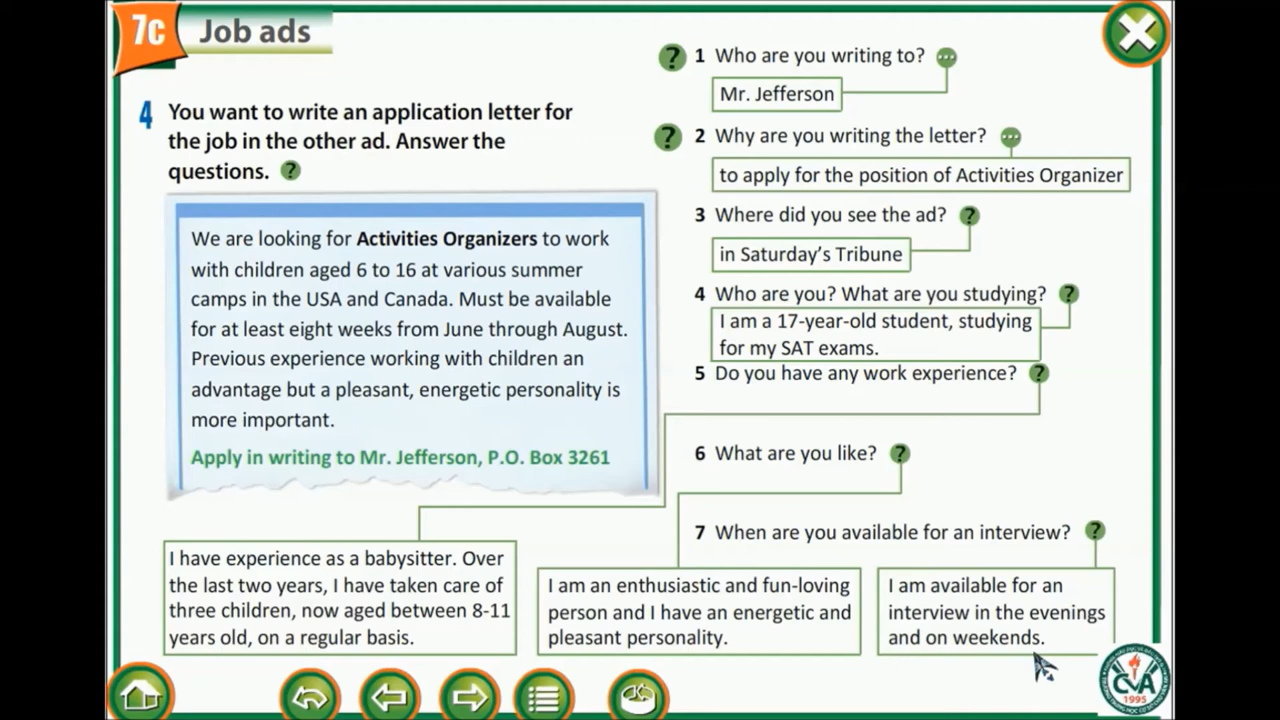 7c Job ads
4 You want to write an application letter for
the job in the other ad. Answer the
questions. ?
We are looking for Activities Organizers to work
with children aged 6 to 16 at various summer
camps in the USA and Canada. Must be available
for at least eight weeks from June through August.
Previous experience working with children an
advantage but a pleasant, energetic personality is
more important.
Apply in writing to Mr. Jefferson, P.O. Box 3261
? 1 Who are you writing to?
Mr. Jefferson
? 2 Why are you writing the letter?
to apply for the position of Activities Organizer
3 Where did you see the ad? ?
in Saturday's Tribune
4 Who are you? What are you studying? ?
I am a 17-year-old student, studying
for my SAT exams.
5 Do you have any work experience? ?
I have experience as a babysitter. Over
the last two years, I have taken care of
three children, now aged between 8-11
years old, on a regular basis.
6 What are you like? ?
I am an enthusiastic and fun-loving
person and I have an energetic and
pleasant personality.
7 When are you available for an interview? ?
I am available for an
interview in the evenings
and on weekends.
CVA
1995